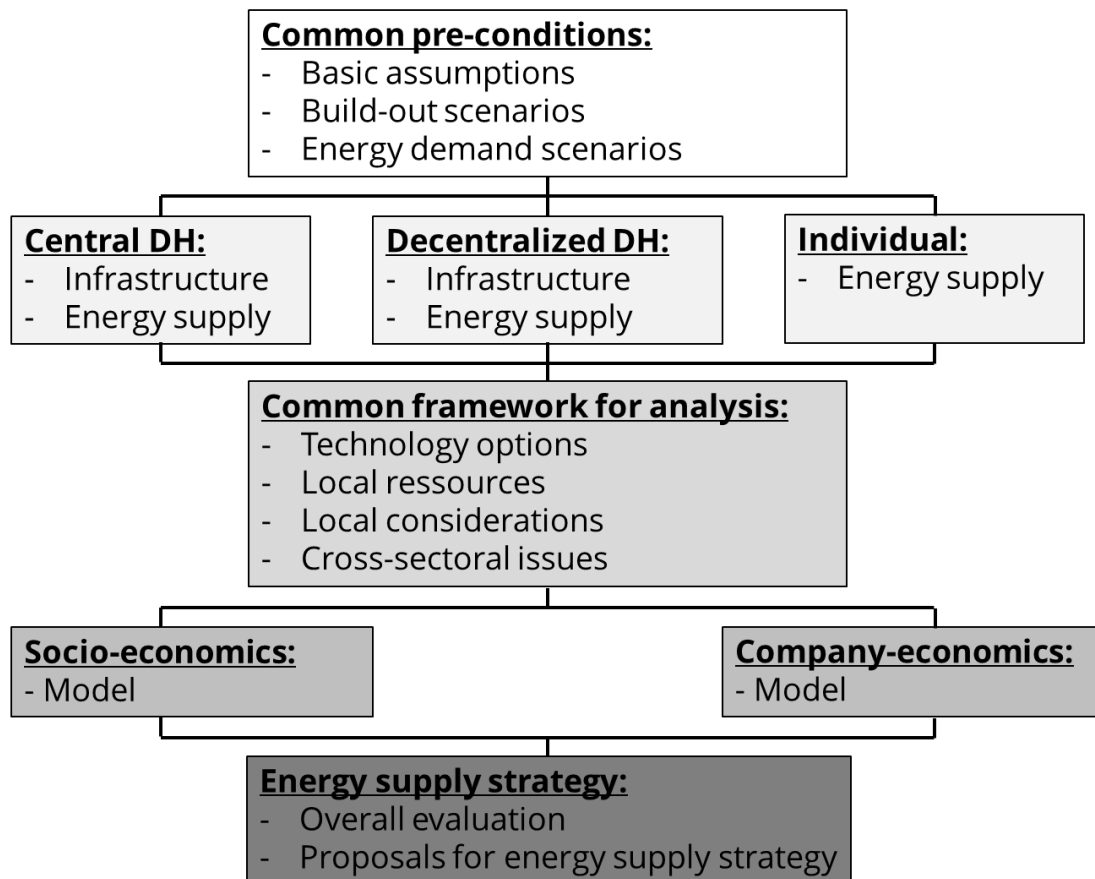 Common pre-conditions:
- Basic assumptions
- Build-out scenarios
- Energy demand scenarios
Central DH:
- Infrastructure
- Energy supply
Decentralized DH:
- Infrastructure
- Energy supply
Individual:
- Energy supply
Common framework for analysis:
- Technology options
- Local ressources
- Local considerations
- Cross-sectoral issues
Socio-economics:
- Model
Company-economics:
- Model
Energy supply strategy:
- Overall evaluation
- Proposals for energy supply strategy